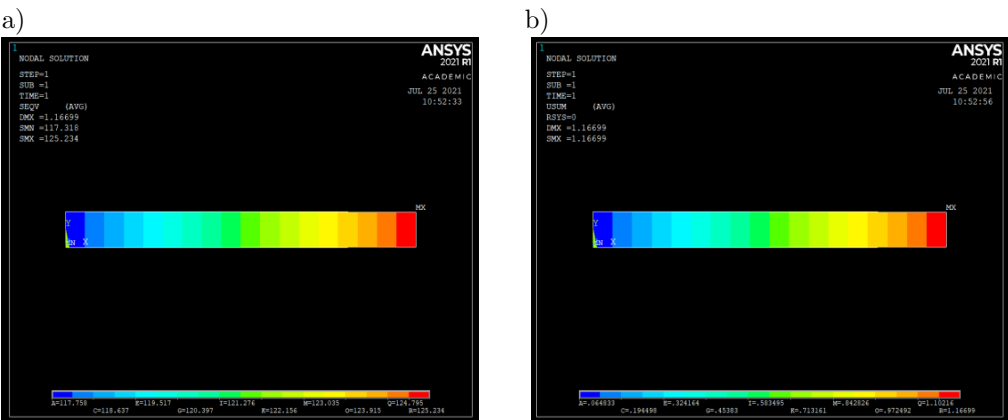 a)
1
NODAL SOLUTION
STEP=1
SUB =1
TIME=1
SEQV (AVG)
DMX =1.16699
SMN =117.318
SMX =125.234
ANSYS
2021 R1
ACADEMIC
JUL 25 2021
10:52:33
MX
Y
MN X
A=117.758 E=119.517 I=121.276 M=123.035 Q=124.795
C=118.637 G=120.397 K=122.156 O=123.915 R=125.234
b)
1
NODAL SOLUTION
STEP=1
SUB =1
TIME=1
USUM (AVG)
RSYS=0
DMX =1.16699
SMX =1.16699
ANSYS
2021 R1
ACADEMIC
JUL 25 2021
10:52:56
MX
Y
MN X
A=.064833 E=.324164 I=.583495 M=.842826 Q=1.10216
C=.194498 G=.45383 K=.713161 O=.972492 R=1.16699